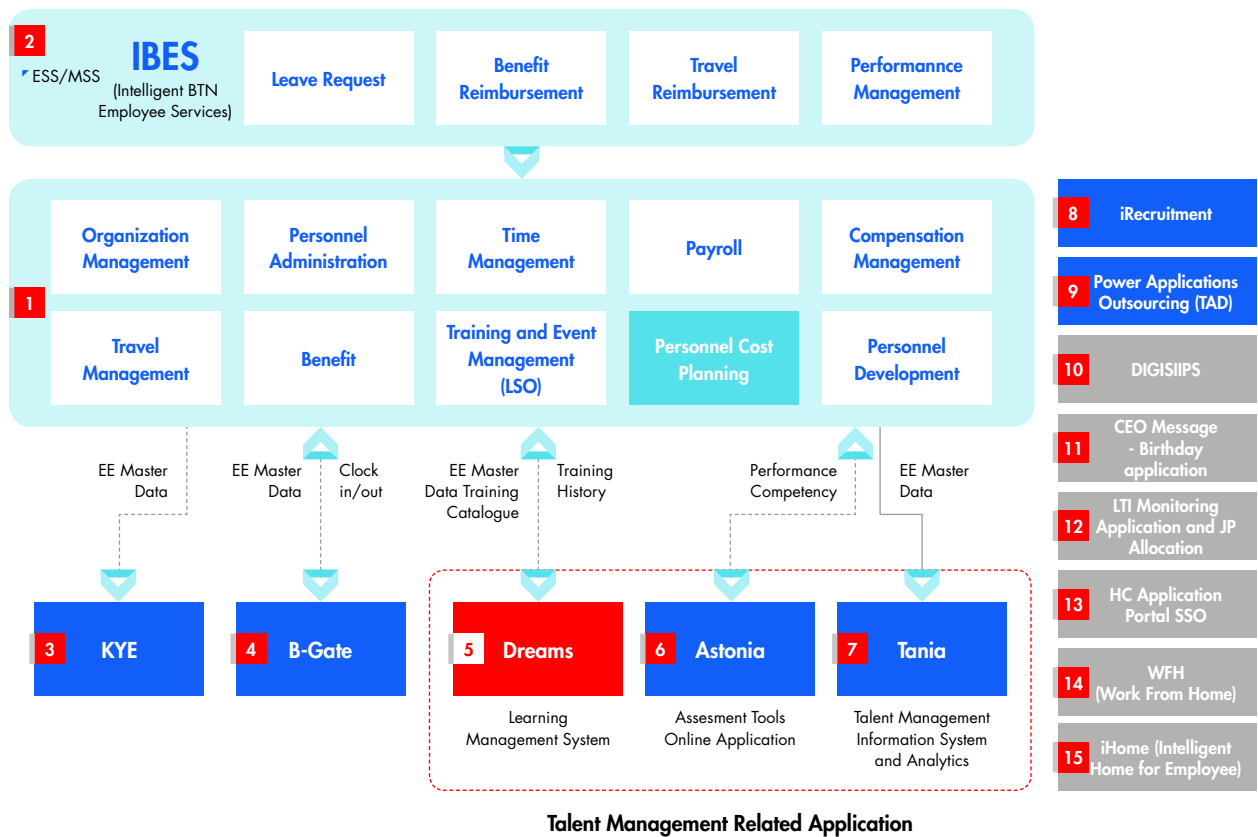 2
ESS/MSS
IBES
(Intelligent BTN
Employee Services)
Leave Request
Benefit
Reimbursement
Travel
Reimbursement
Performannce
Management
1
Organization
Management
Personnel
Administration
Time
Management
Payroll
Compensation
Management
Travel
Management
Benefit
Training and Event
Management
(LSO)
Personnel Cost
Planning
Personnel
Development
EE Master
Data
EE Master
Data
Clock
in/out
EE Master
Data Training
Catalogue
Training
History
Performance
Competency
EE Master
Data
3
KYE
4
B-Gate
5
Dreams
6
Astonia
7
Tania
Learning
Management System
Assesment Tools
Online Application
Talent Management
Information System
and Analytics
Talent Management Related Application
8
iRecruitment
9
Power Applications
Outsourcing (TAD)
10
DIGISIIPS
11
CEO Message
- Birthday
application
12
LTI Monitoring
Application and JP
Allocation
13
HC Application
Portal SSO
14
WFH
(Work From Home)
15
iHome (Intelligent
Home for Employee)